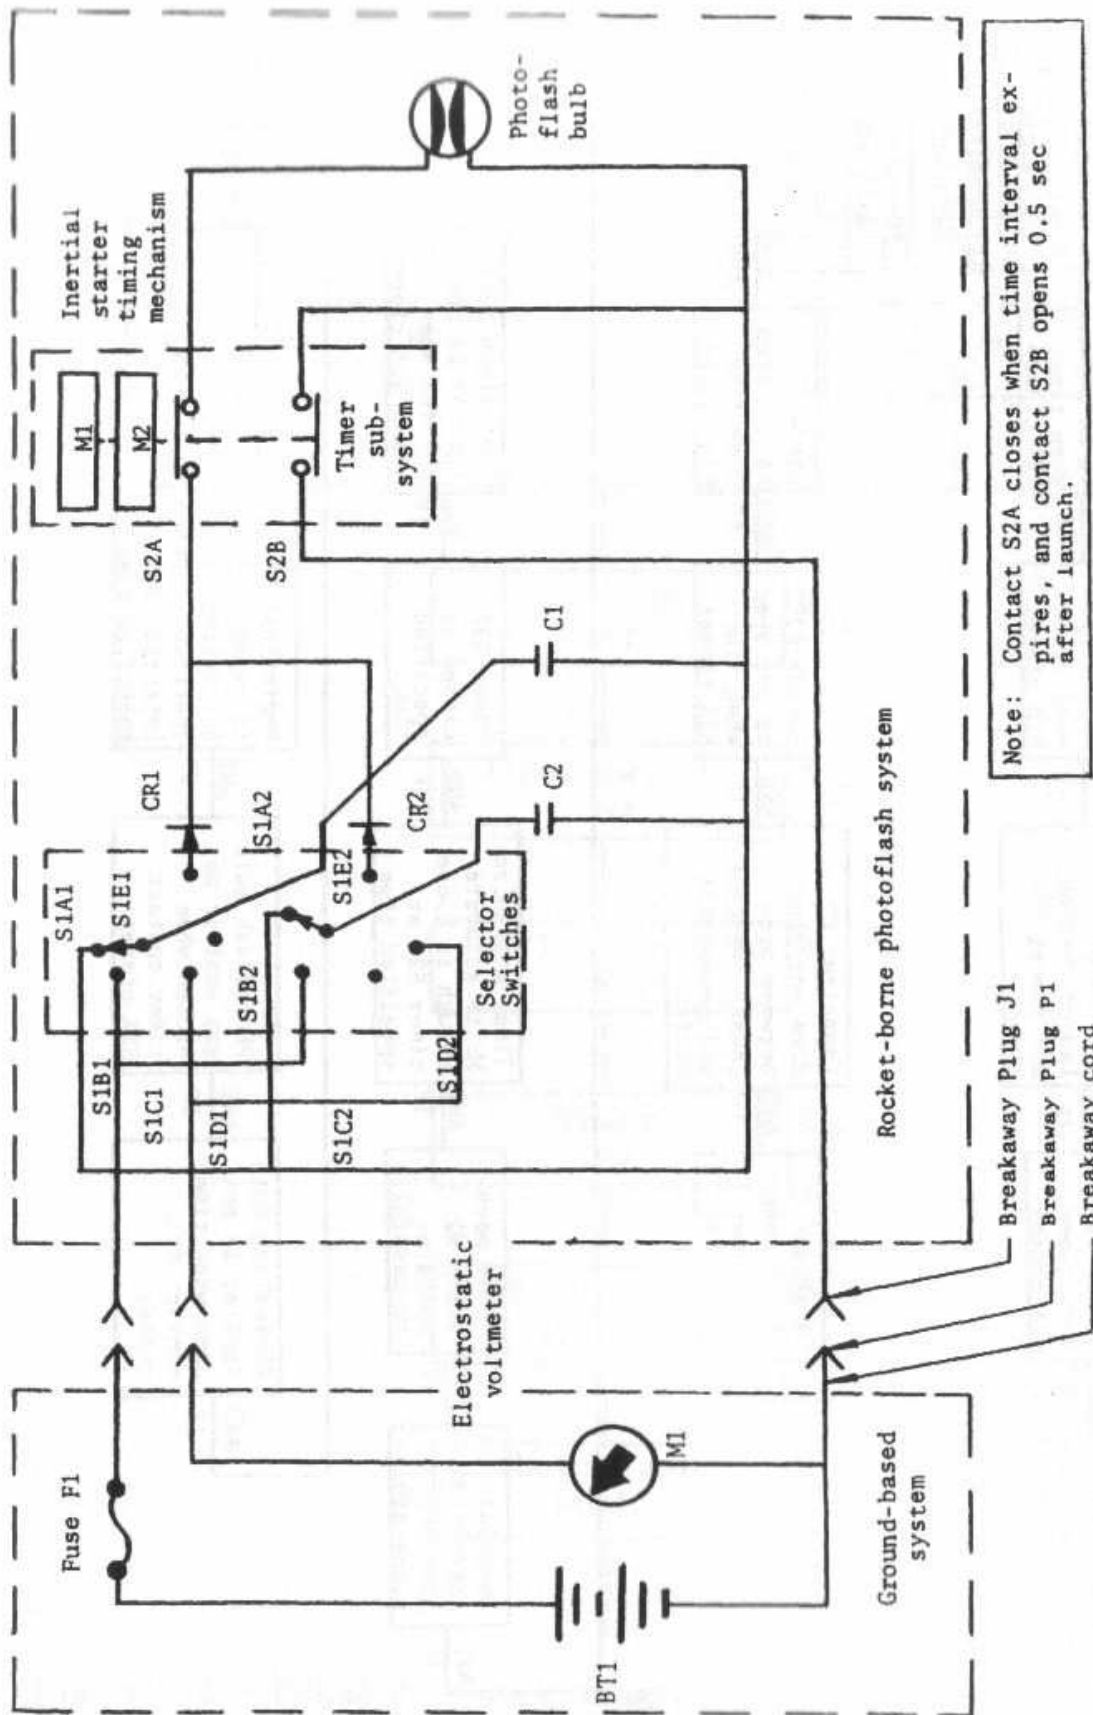 Fuse F1
BT1
M1
Ground-based
system
Electrostatic
voltmeter
Breakaway Plug J1
Breakaway Plug P1
Breakaway cord
S1A1
S1E1
S1B1
S1C1
S1D1
S1B2
S1C2
S1D2
S1A2
S1E2
CR1
CR2
Selector
Switches
C2
C1
Rocket-borne photoflash system
S2A
S2B
M1
M2
Timer
sub-
system
Inertial
starter
timing
mechanism
Photo-
flash
bulb
Note: Contact S2A closes when time interval ex-
pires, and contact S2B opens 0.5 sec
after launch.